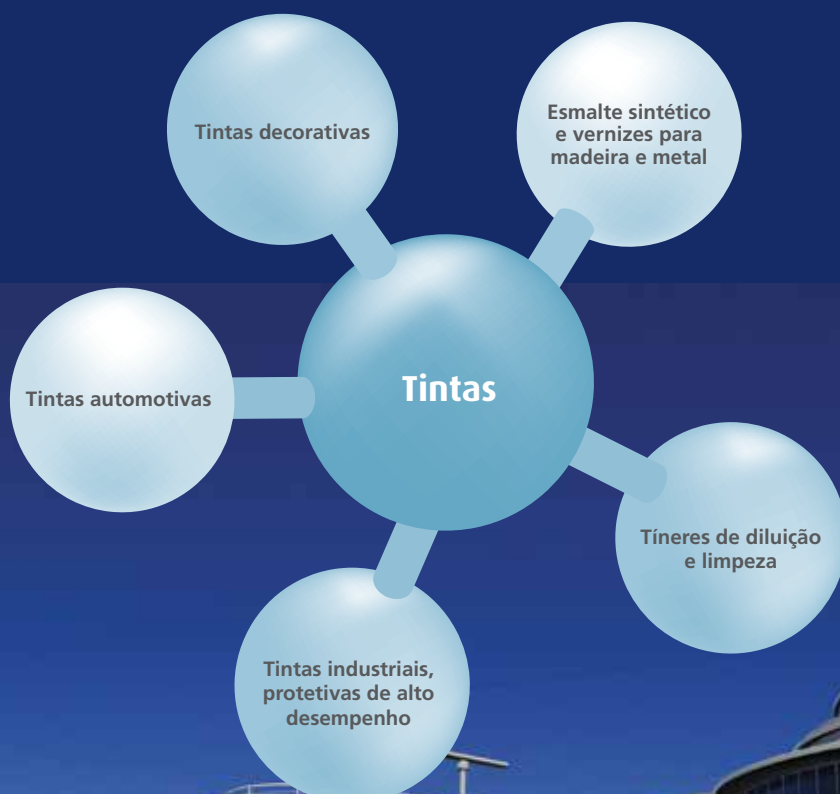 Tintas decorativas
Esmalte sintético
e vernizes para
madeira e metal
Tintas automotivas
Tintas
Tíneres de diluição
e limpeza
Tintas industriais,
protetivas de alto
desempenho